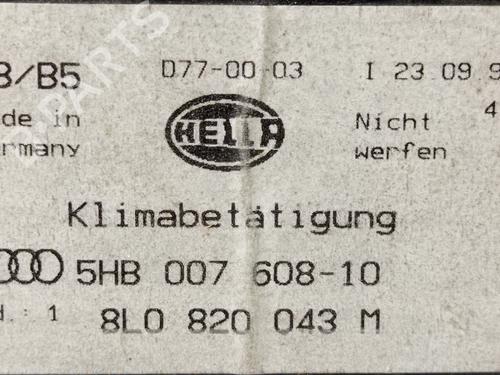 3/B5 D77-00-03 I 23 09 9
de in HELLA Nicht 4
ermany werfen
Klimabetätigung
5HB 007 608-10
d.: 1 8L0 820 043 M